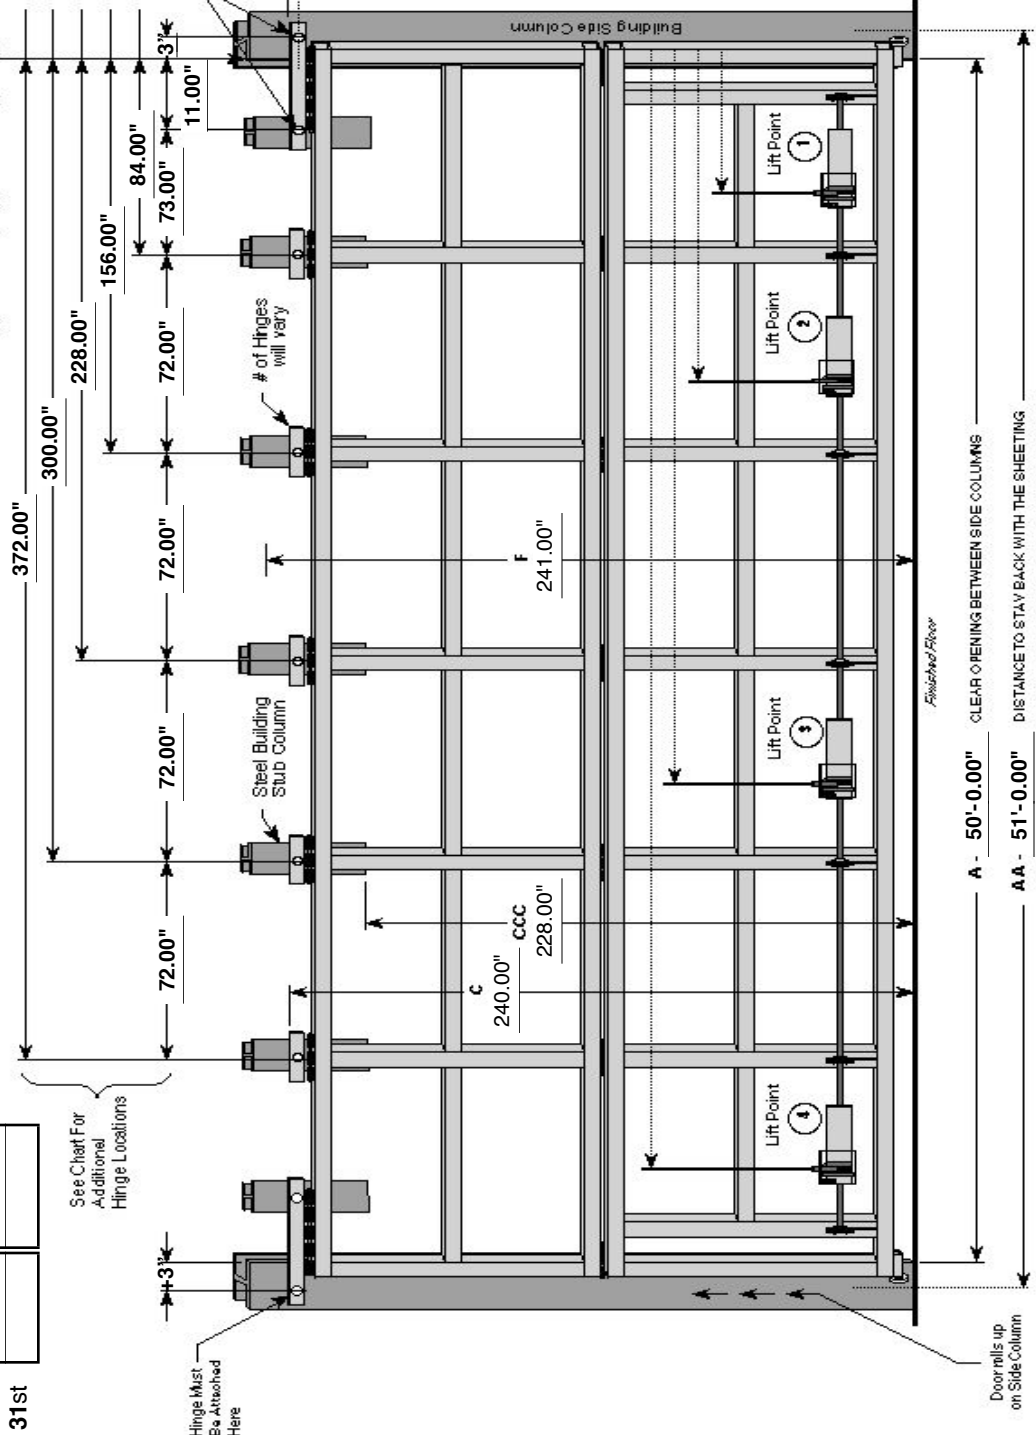 31st
See Chart For
Additional
Hinge Locations
372.00"
300.00"
228.00"
156.00"
84.00"
11.00"
3"
73.00"
72.00"
72.00"
72.00"
72.00"
3"
Hinge Must
Be Attached
Here
Steel Building
Stub Column
# of Hinges
will vary
Building Side Column
C
240.00"
CCC
228.00"
F
241.00"
Lift Point
4
Lift Point
3
Lift Point
2
Lift Point
1
Finished Floor
Door rolls up
on Side Column
A - 50'-0.00" CLEAR OPENING BETWEEN SIDE COLUMNS
AA - 51'-0.00" DISTANCE TO STAY BACK WITH THE SHEETING